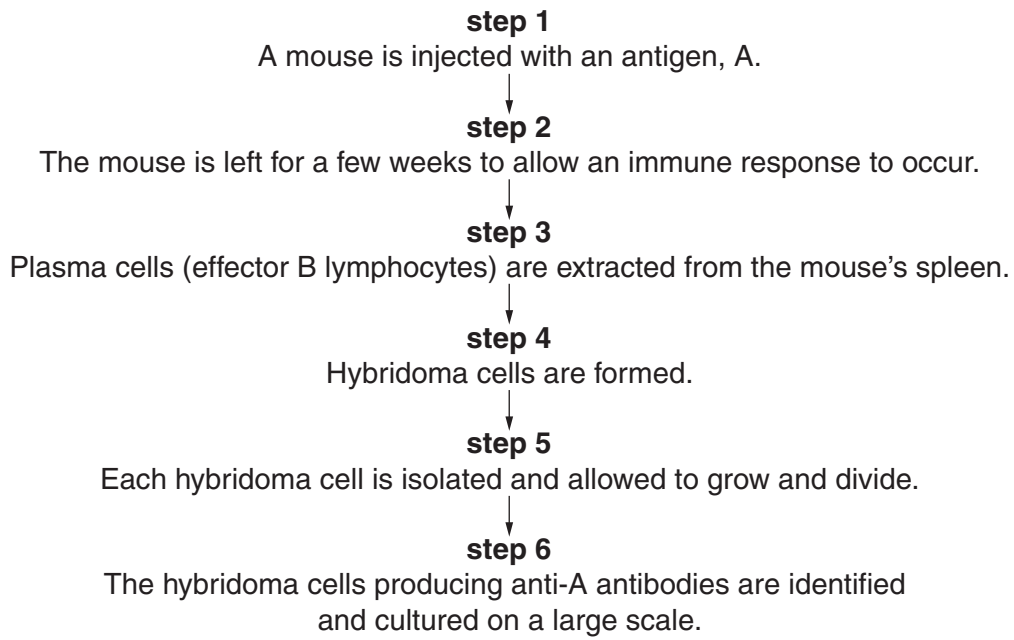 step 1
A mouse is injected with an antigen, A.
step 2
The mouse is left for a few weeks to allow an immune response to occur.
step 3
Plasma cells (effector B lymphocytes) are extracted from the mouse’s spleen.
step 4
Hybridoma cells are formed.
step 5
Each hybridoma cell is isolated and allowed to grow and divide.
step 6
The hybridoma cells producing anti-A antibodies are identified
and cultured on a large scale.